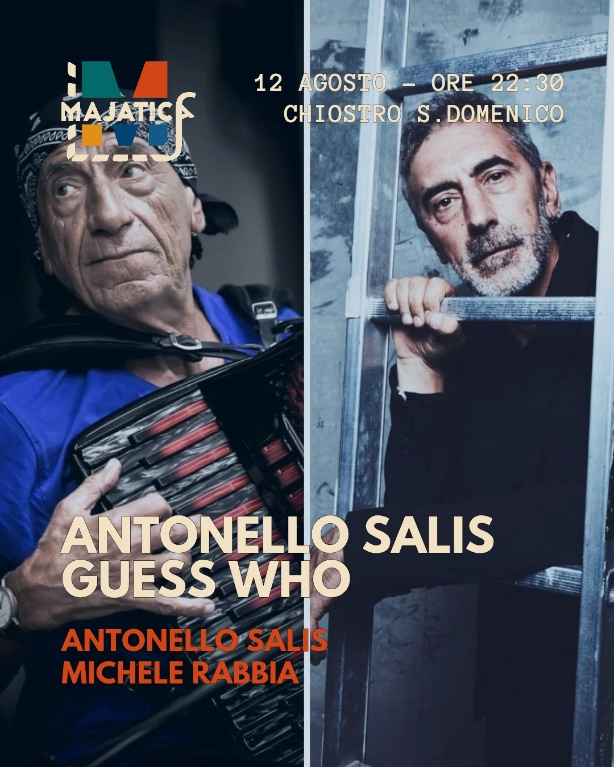 MAJATICA
12 AGOSTO - ORE 22:30
CHIOSTRO S.DOMENICO
ANTONELLO SALIS
GUESS WHO
ANTONELLO SALIS
MICHELE RABBIA